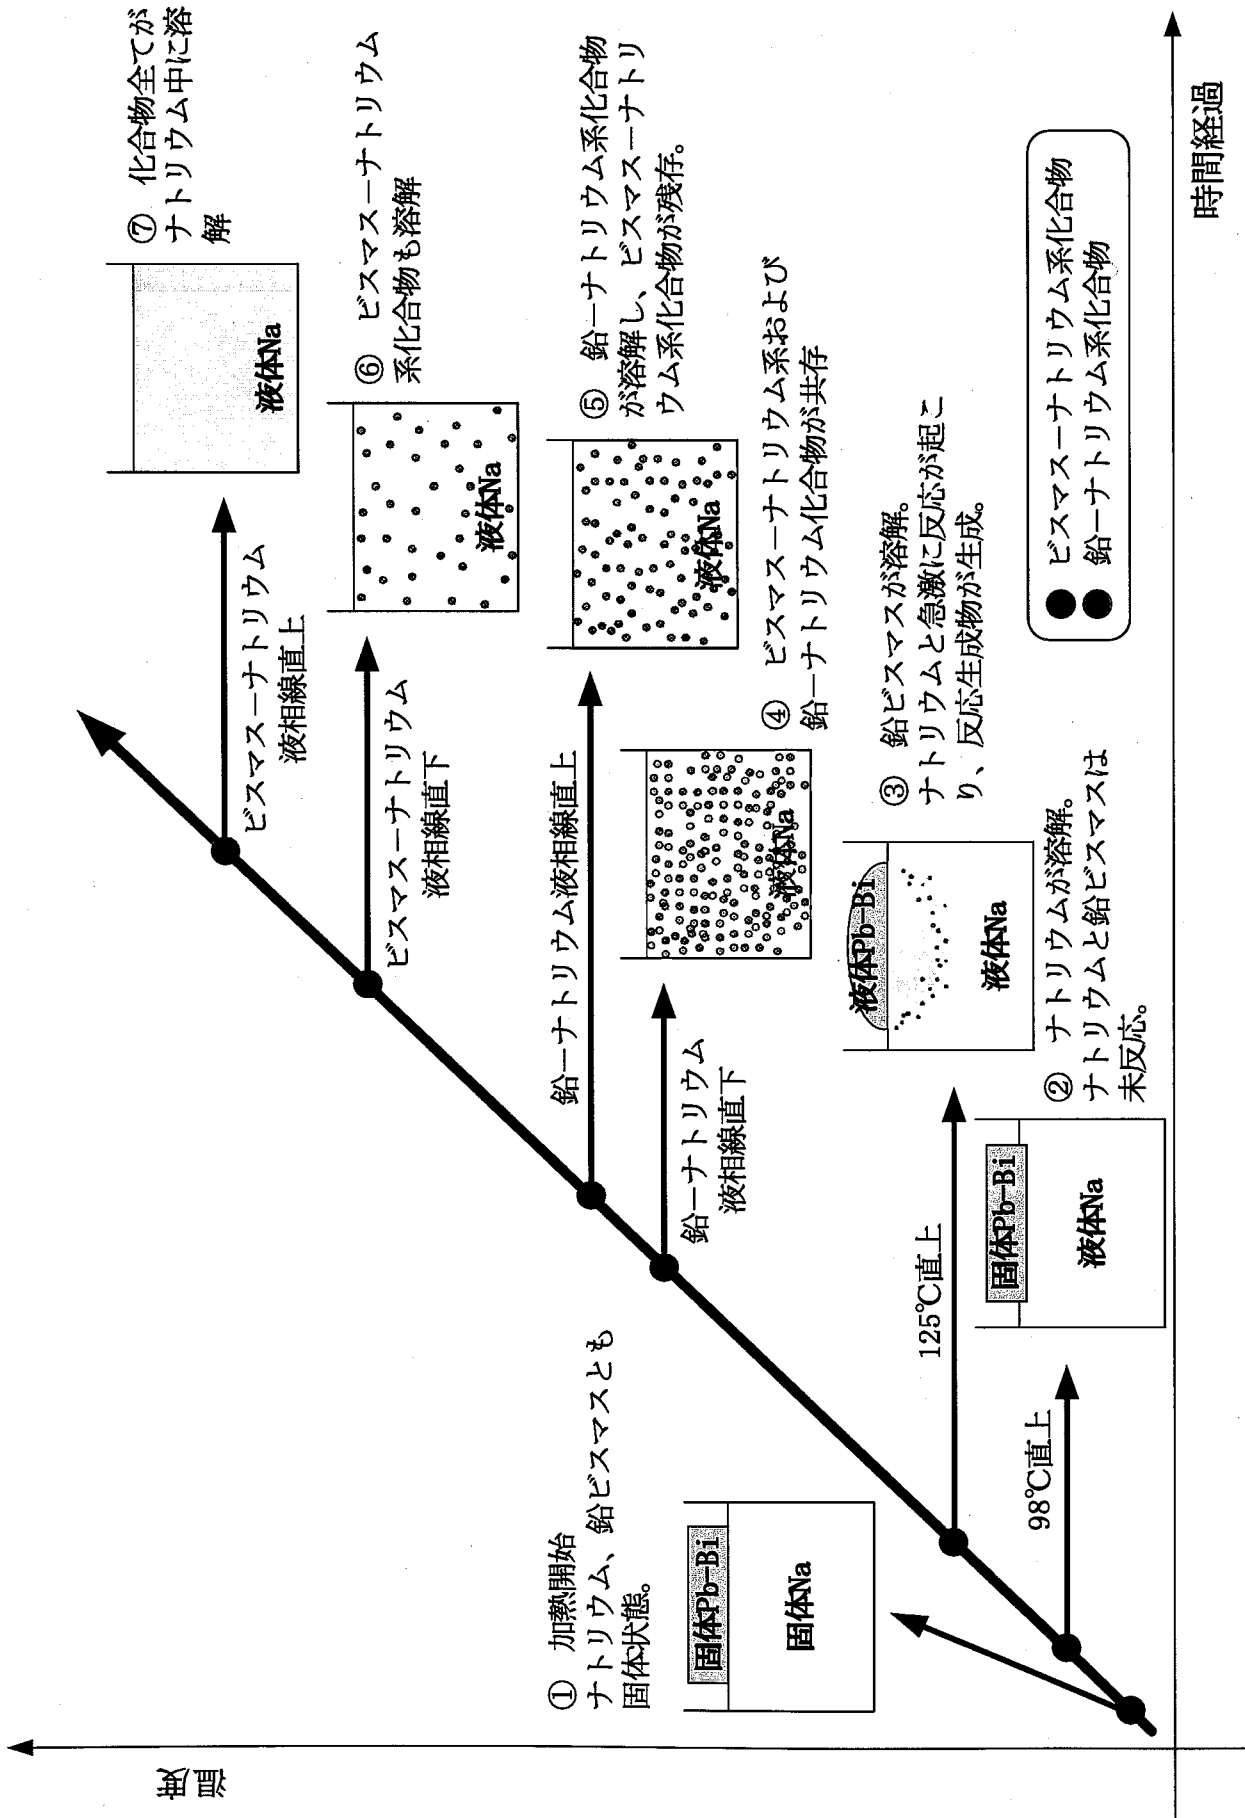 温度
① 加熱開始
ナトリウム、鉛ビスマスとも
固体状態。
固体Pb-Bi
固体Na
98℃直上
② ナトリウムが溶解。
ナトリウムと鉛ビスマスは
未反応。
固体Pb-Bi
液体Na
125℃直上
③ 鉛ビスマスが溶解。
ナトリウムと急激に反応が起こ
り、反応生成物が生成。
液体Pb-Bi
液体Na
鉛ーナトリウム
液相線直下
④ ビスマスーナトリウム系および
鉛ーナトリウム化合物が共存
液体Na
鉛ーナトリウム液相線直上
⑤ 鉛ーナトリウム系化合物
が溶解し、ビスマスーナトリ
ウム系化合物が残存。
液体Na
ビスマスーナトリウム
液相線直下
⑥ ビスマスーナトリウム
系化合物も溶解
液体Na
ビスマスーナトリウム
液相線直上
⑦ 化合物全てが
ナトリウム中に溶
解
液体Na
ビスマスーナトリウム系化合物
鉛ーナトリウム系化合物
時間経過